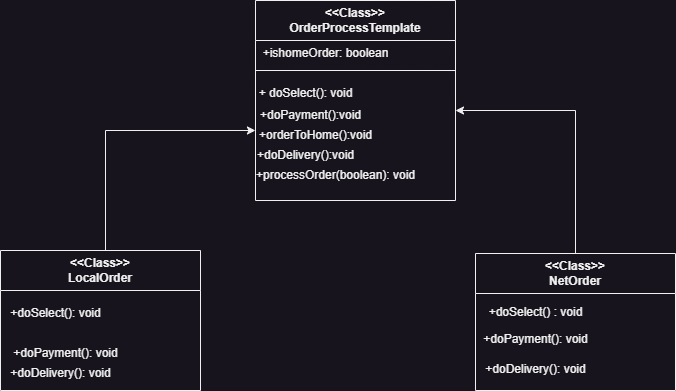 <<Class>>
OrderProcessTemplate
+ishomeOrder: boolean
+ doSelect(): void
+doPayment():void
+orderToHome():void
+doDelivery():void
+processOrder(boolean): void
<<Class>>
LocalOrder
+doSelect(): void
+doPayment(): void
+doDelivery(): void
<<Class>>
NetOrder
+doSelect() : void
+doPayment(): void
+doDelivery(): void